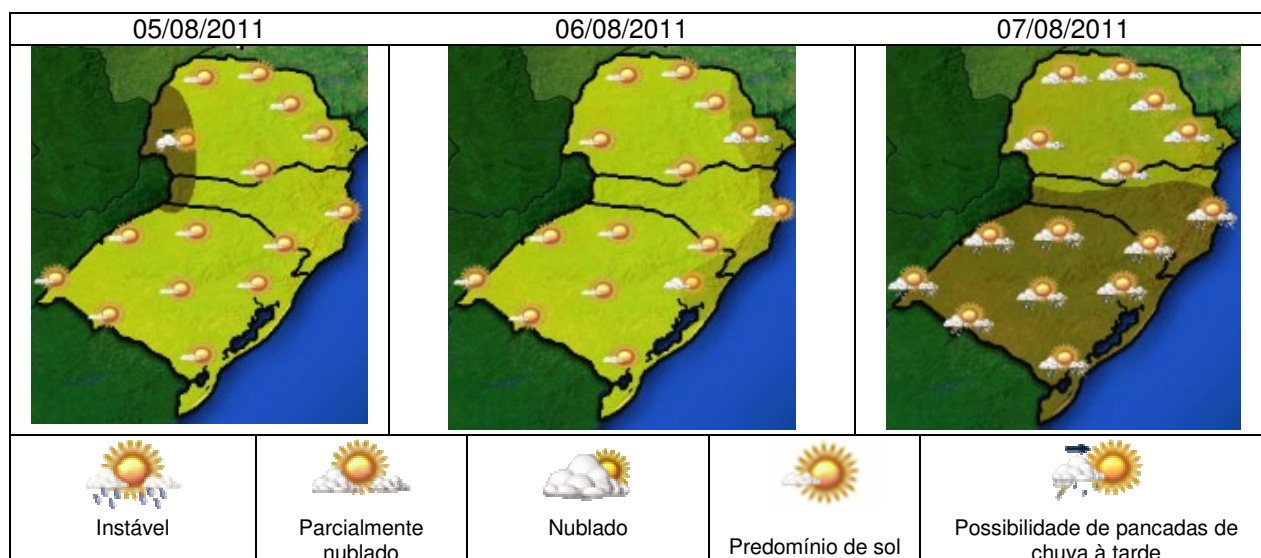 05/08/2011
06/08/2011
07/08/2011
Instável
Parcialmente
nublado
Nublado
Predomínio de sol
Possibilidade de pancadas de
chuva à tarde